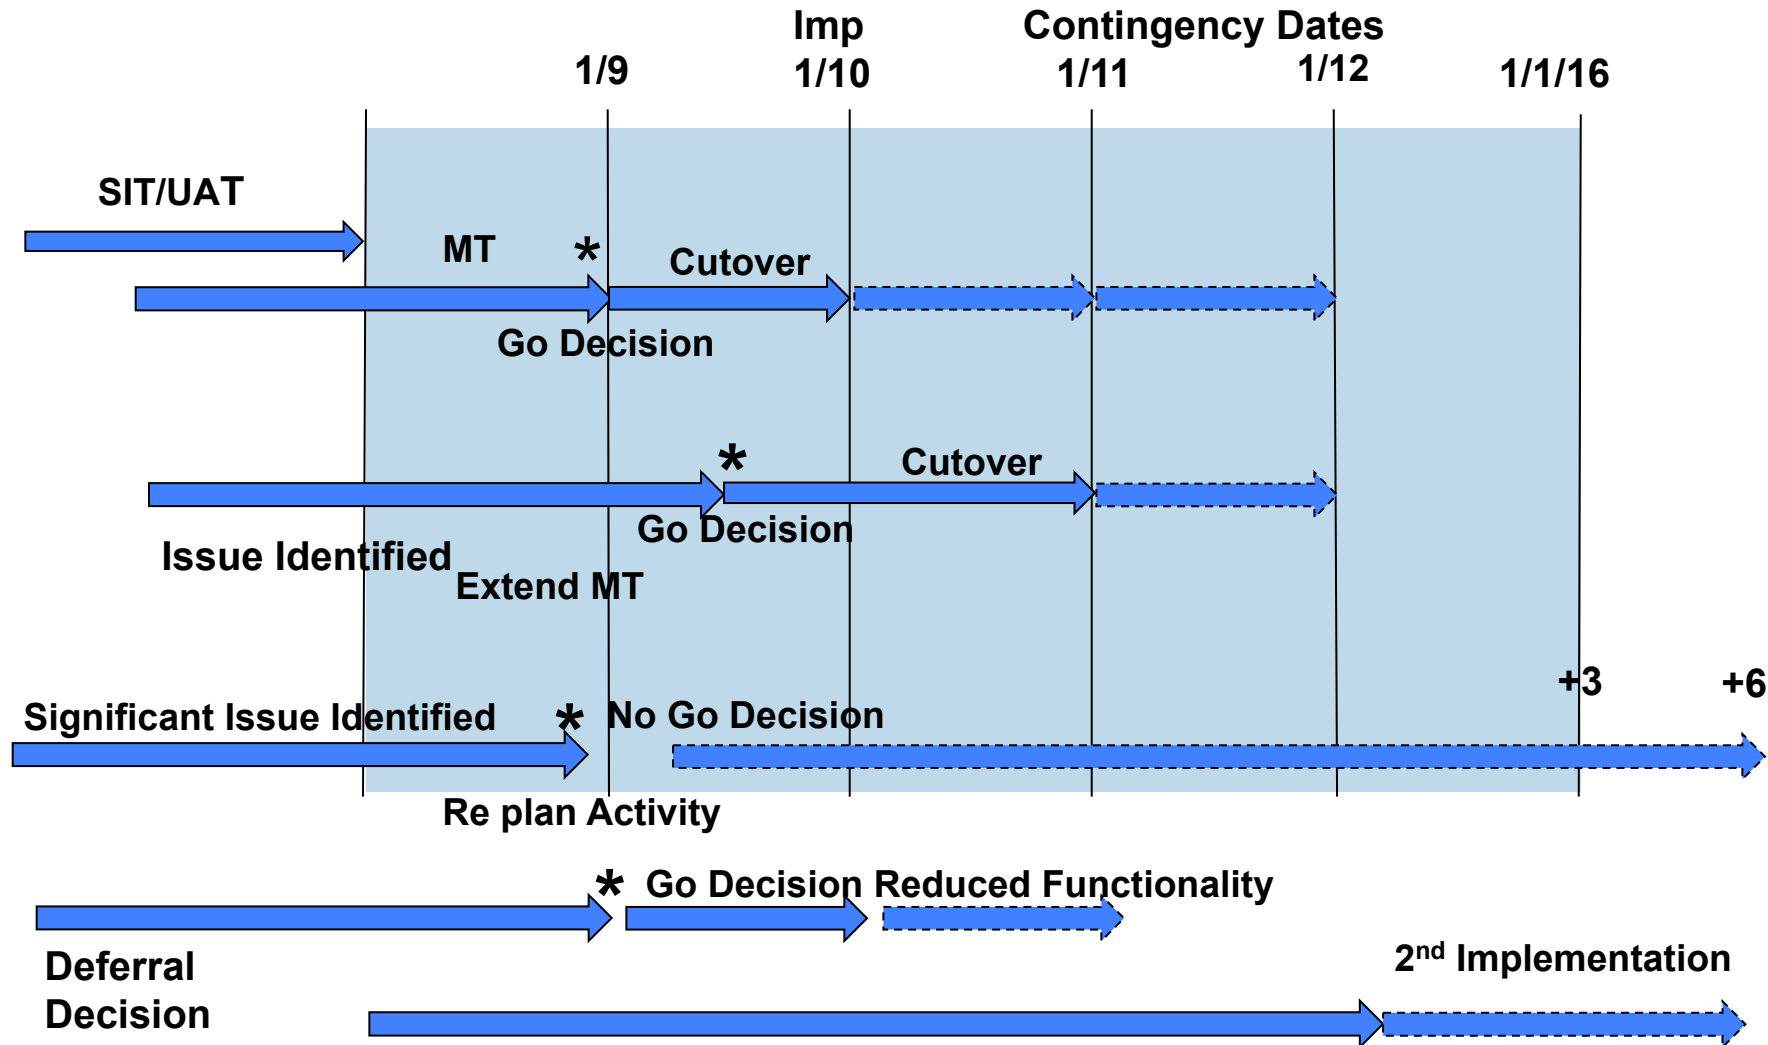 Imp
Contingency Dates
1/9
1/10
1/11
1/12
1/1/16
SIT/UAT
MT
*
Cutover
Go Decision
*
Cutover
Go Decision
Issue Identified
Extend MT
+3
+6
Significant Issue Identified
*
No Go Decision
Re plan Activity
*
Go Decision Reduced Functionality
Deferral
Decision
2nd Implementation